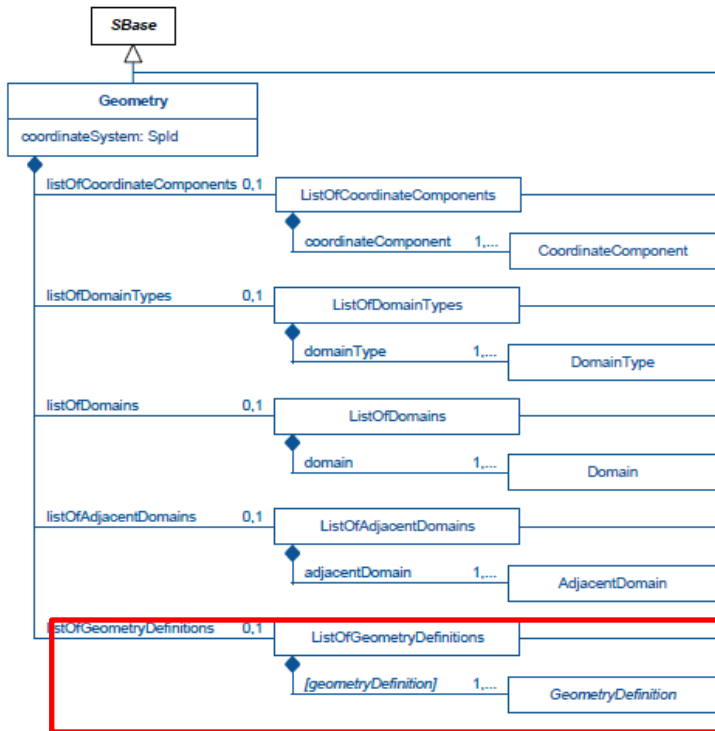 SBase
Geometry
coordinateSystem: SpId
listOfCoordinateComponents 0,1
ListOfCoordinateComponents
coordinateComponent 1,...
CoordinateComponent
listOfDomainTypes 0,1
ListOfDomainTypes
domainType 1,...
DomainType
listOfDomains 0,1
ListOfDomains
domain 1,...
Domain
listOfAdjacentDomains 0,1
ListOfAdjacentDomains
adjacentDomain 1,...
AdjacentDomain
listOfGeometryDefinitions 0,1
ListOfGeometryDefinitions
[geometryDefinition] 1,...
GeometryDefinition